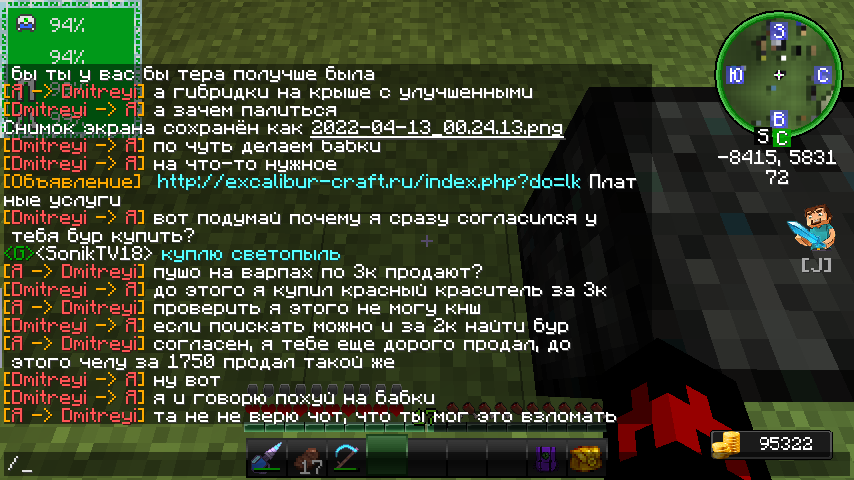 94%
94%
бы ты у вас бы тера получше была
[Я -> Dmitreyi] а гибридки на крыше с улучшенными
[Dmitreyi -> Я] а зачем палиться
Снимок экрана сохранён как 2022-04-13_00.24.13.png
[Dmitreyi -> Я] по чуть делаем бабки
[Dmitreyi -> Я] на что-то нужное
[Объявление] http://excalibur-craft.ru/index.php?do=lk Плат
ные услуги
[Dmitreyi -> Я] вот подумай почему я сразу согласился у
тебя бур купить?
<G><SonikTV18> куплю светопыль
[Я -> Dmitreyi] пушо на варпах по 3к продают?
[Я -> Dmitreyi] до этого я купил красный краситель за 3к
[Я -> Dmitreyi] проверить я этого не могу кнш
[Dmitreyi -> Я] если поискать можно и за 2к найти бур
[Я -> Dmitreyi] согласен, я тебе еще дорого продал, до
этого челу за 1750 продал такой же
[Dmitreyi -> Я] ну вот
[Dmitreyi -> Я] я и говорю похуй на бабки
[Я -> Dmitreyi] та не не верю чот, что ты мог это взломать
17
/_
З
Ю
С
В
S
С
-8415, 5831
72
[J]
95322